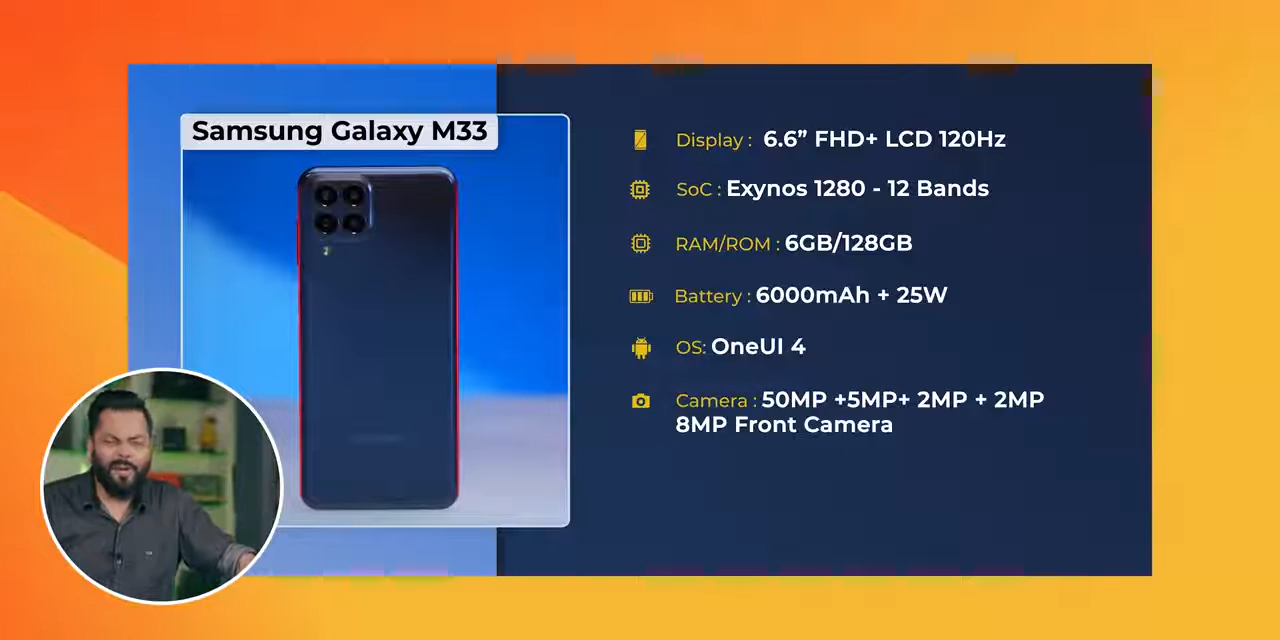 Samsung Galaxy M33
Display : 6.6” FHD+ LCD 120Hz
SoC : Exynos 1280 - 12 Bands
RAM/ROM : 6GB/128GB
Battery : 6000mAh + 25W
OS: OneUI 4
Camera : 50MP +5MP+ 2MP + 2MP
8MP Front Camera